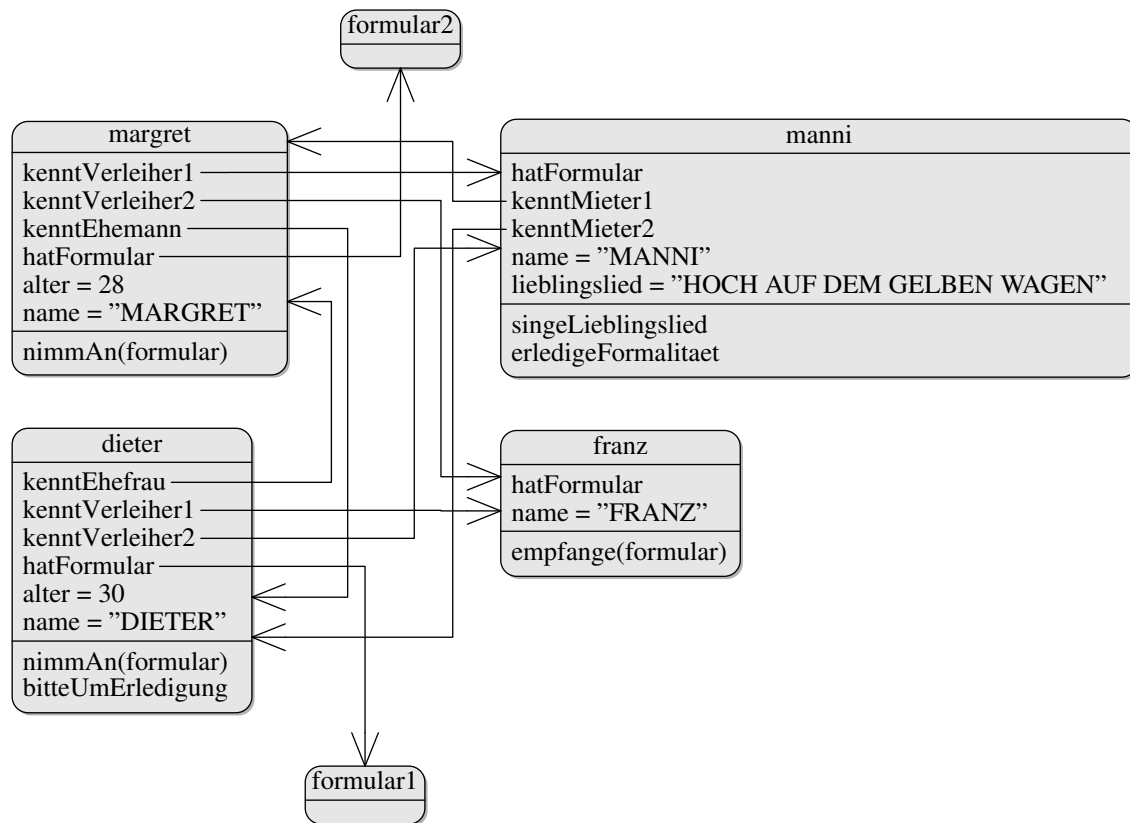 formular2
margret
kenntVerleiher1
kenntVerleiher2
kenntEhemann
hatFormular
alter = 28
name = ”MARGRET”
nimmAn(formular)
manni
hatFormular
kenntMieter1
kenntMieter2
name = ”MANNI”
lieblingslied = ”HOCH AUF DEM GELBEN WAGEN”
singeLieblingslied
erledigeFormalitaet
dieter
kenntEhefrau
kenntVerleiher1
kenntVerleiher2
hatFormular
alter = 30
name = ”DIETER”
nimmAn(formular)
bitteUmErledigung
franz
hatFormular
name = ”FRANZ”
empfange(formular)
formular1